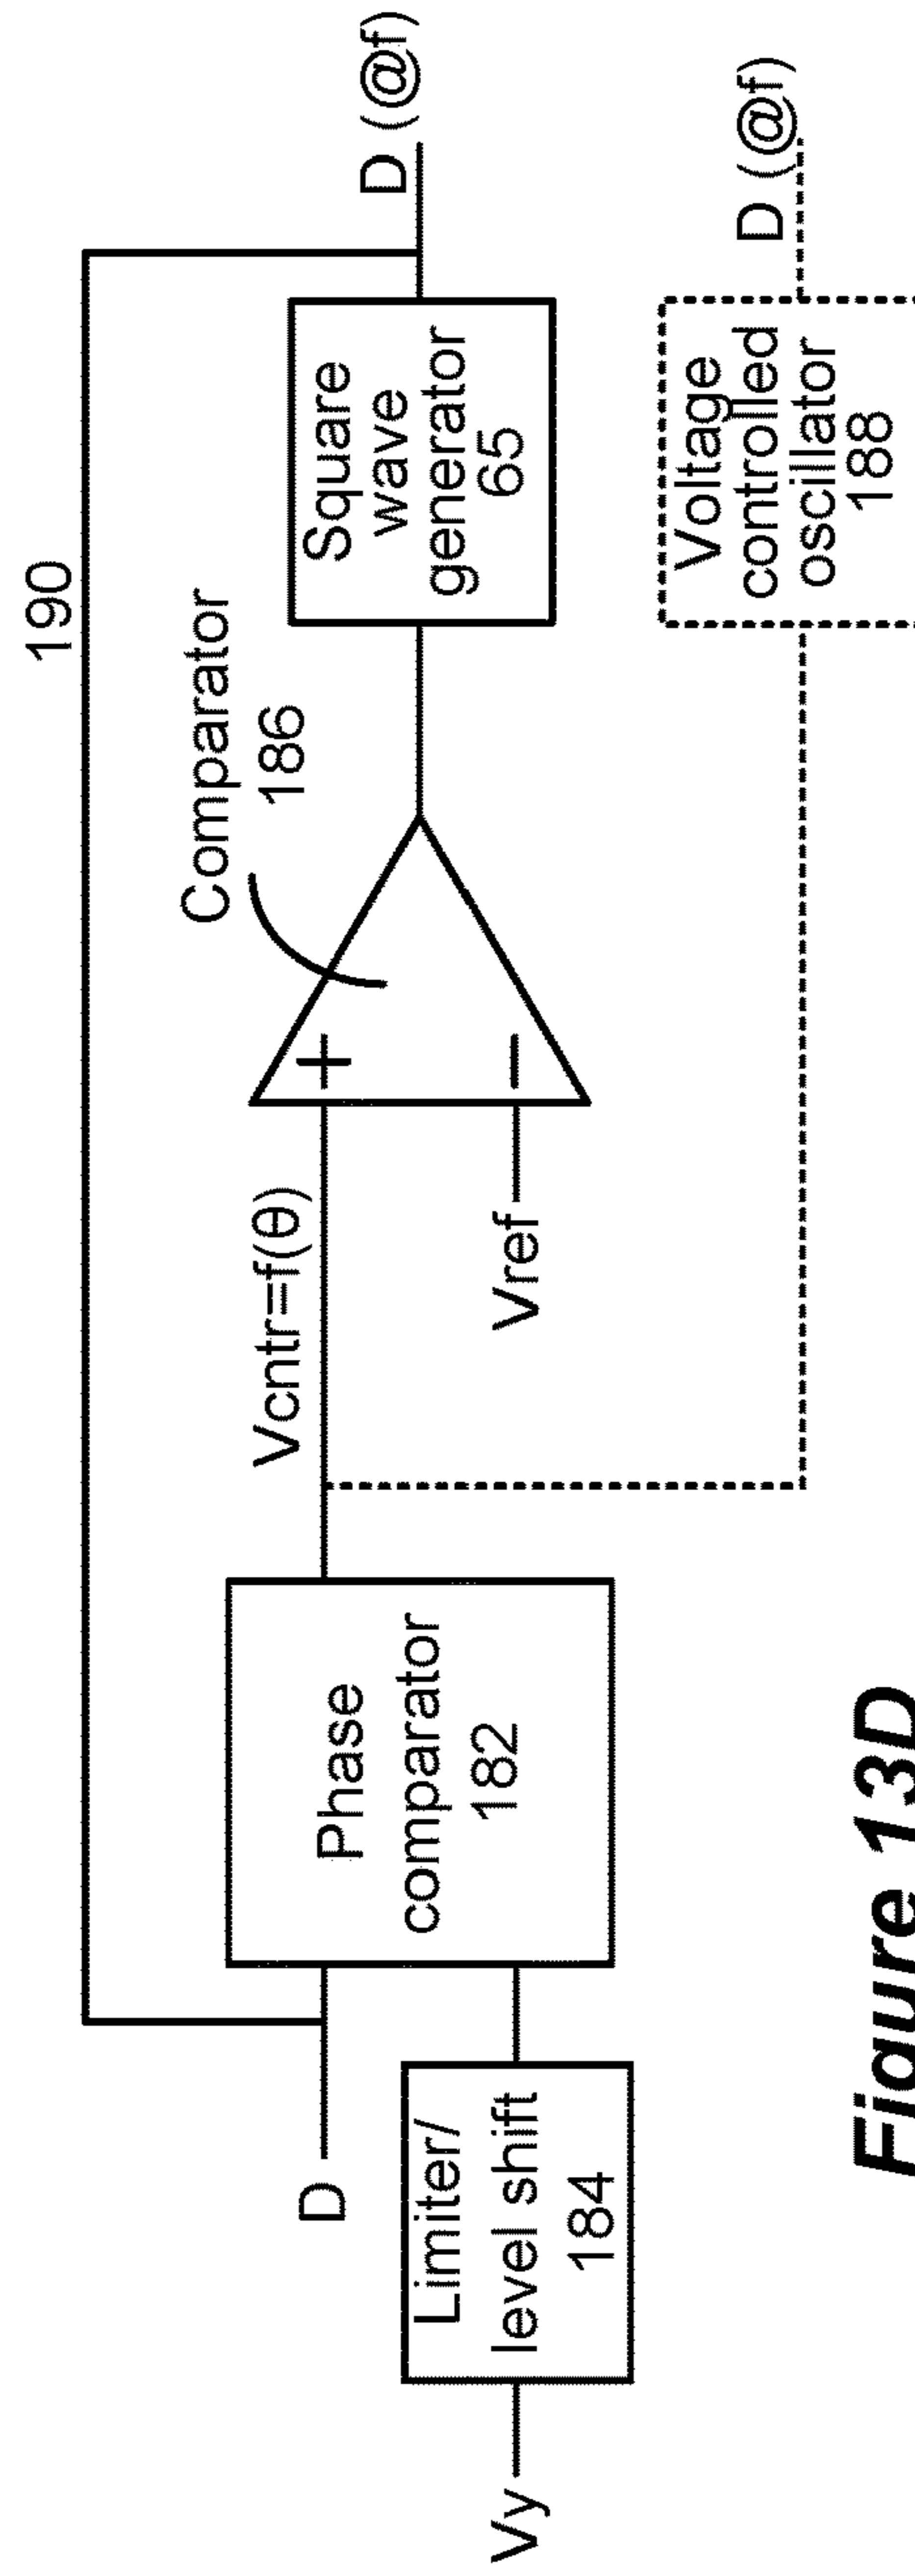 190
D
Vy
Limiter/
level shift
184
Phase
comparator
182
Vcntr=f(θ)
Vref
Comparator
186
+
−
Square
wave
generator
65
D (@f)
Voltage
controlled
oscillator
188
D (@f)
Figure 13D